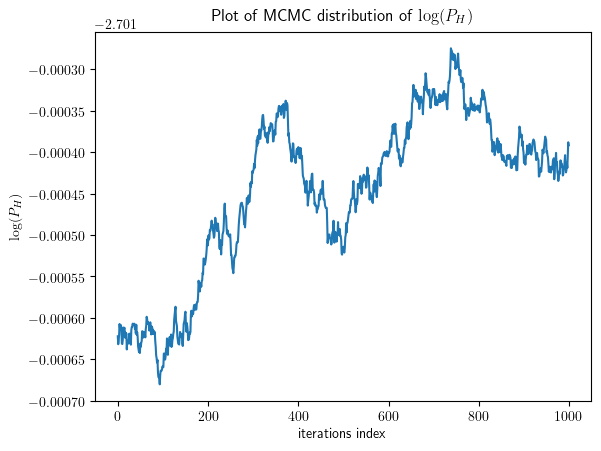 Plot of MCMC distribution of log(P_H)
−2.701
−0.00030
−0.00035
−0.00040
−0.00045
−0.00050
−0.00055
−0.00060
−0.00065
−0.00070
log(P_H)
0 200 400 600 800 1000
iterations index